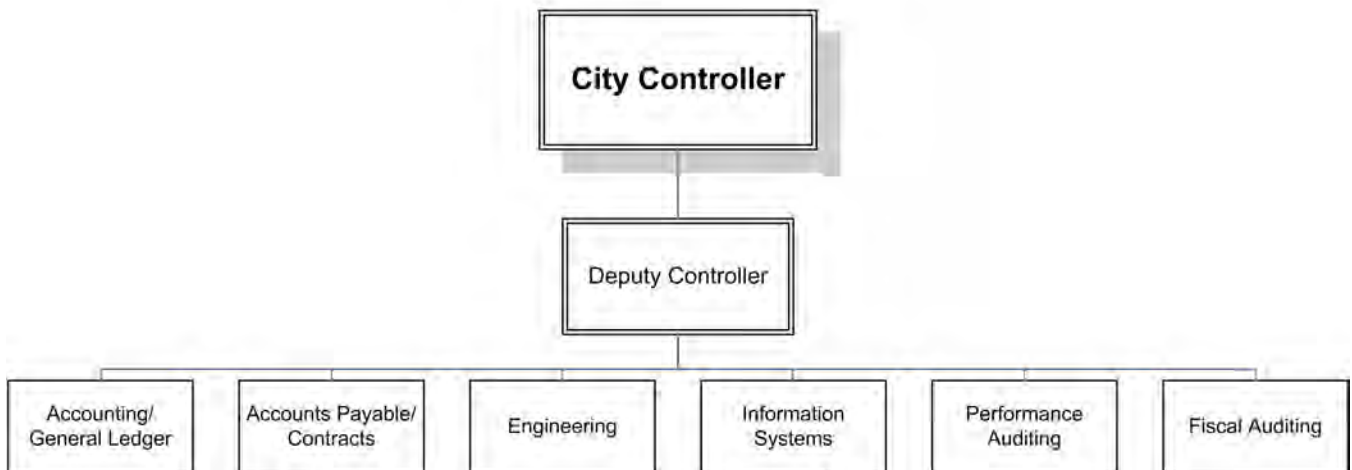 City Controller
Deputy Controller
Accounting/
General Ledger
Accounts Payable/
Contracts
Engineering
Information
Systems
Performance
Auditing
Fiscal Auditing